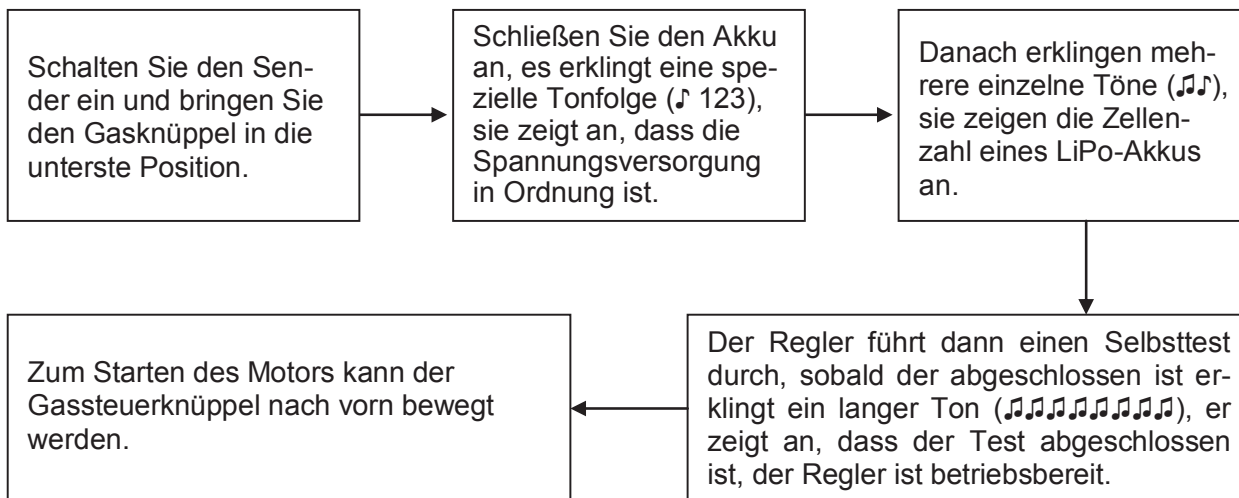 Schalten Sie den Sen-
der ein und bringen Sie
den Gasknüppel in die
unterste Position.
Schließen Sie den Akku
an, es erklingt eine spe-
zielle Tonfolge (♪ 123),
sie zeigt an, dass die
Spannungsversorgung
in Ordnung ist.
Danach erklingen meh-
rere einzelne Töne (♫♪),
sie zeigen die Zellen-
zahl eines LiPo-Akkus
an.
Der Regler führt dann einen Selbsttest
durch, sobald der abgeschlossen ist er-
klingt ein langer Ton (♫♫♫♫♫♫♫♫), er
zeigt an, dass der Test abgeschlossen
ist, der Regler ist betriebsbereit.
Zum Starten des Motors kann der
Gassteuerknüppel nach vorn bewegt
werden.